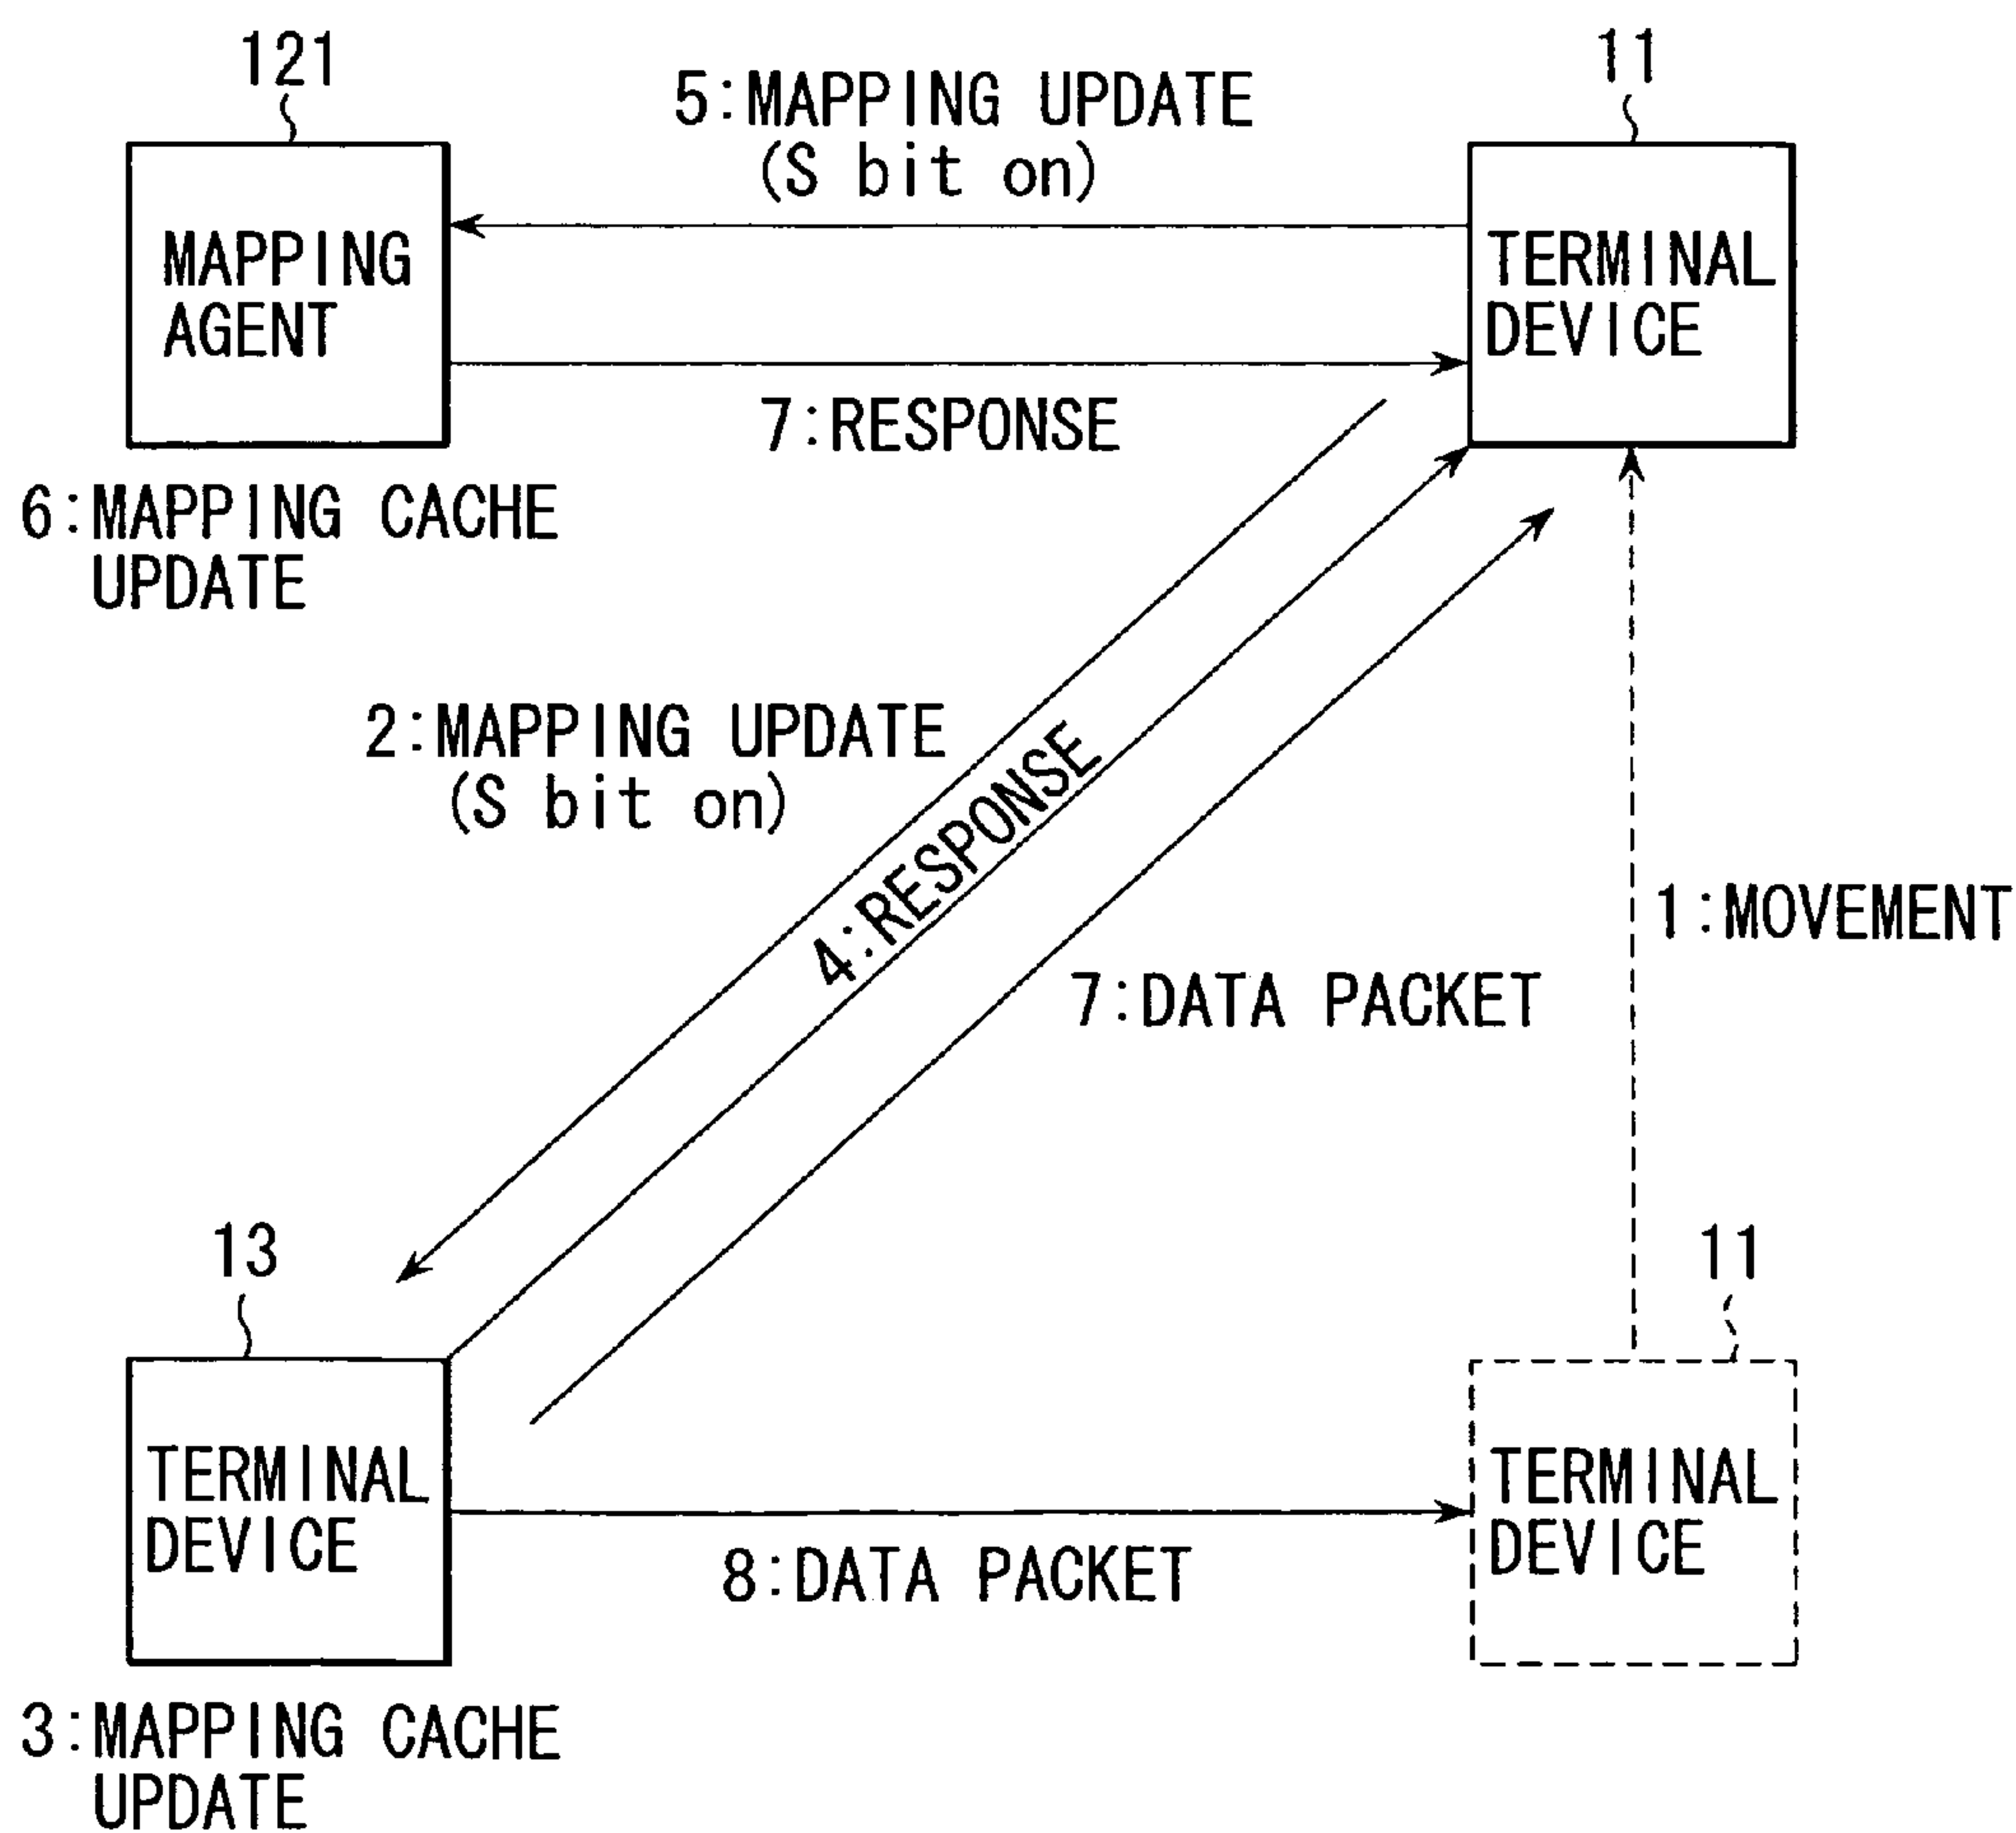 121
11
5:MAPPING UPDATE
(S bit on)
MAPPING
AGENT
TERMINAL
DEVICE
7:RESPONSE
6:MAPPING CACHE
UPDATE
2:MAPPING UPDATE
(S bit on)
4:RESPONSE
1:MOVEMENT
7:DATA PACKET
13
11
TERMINAL
DEVICE
TERMINAL
DEVICE
8:DATA PACKET
3:MAPPING CACHE
UPDATE